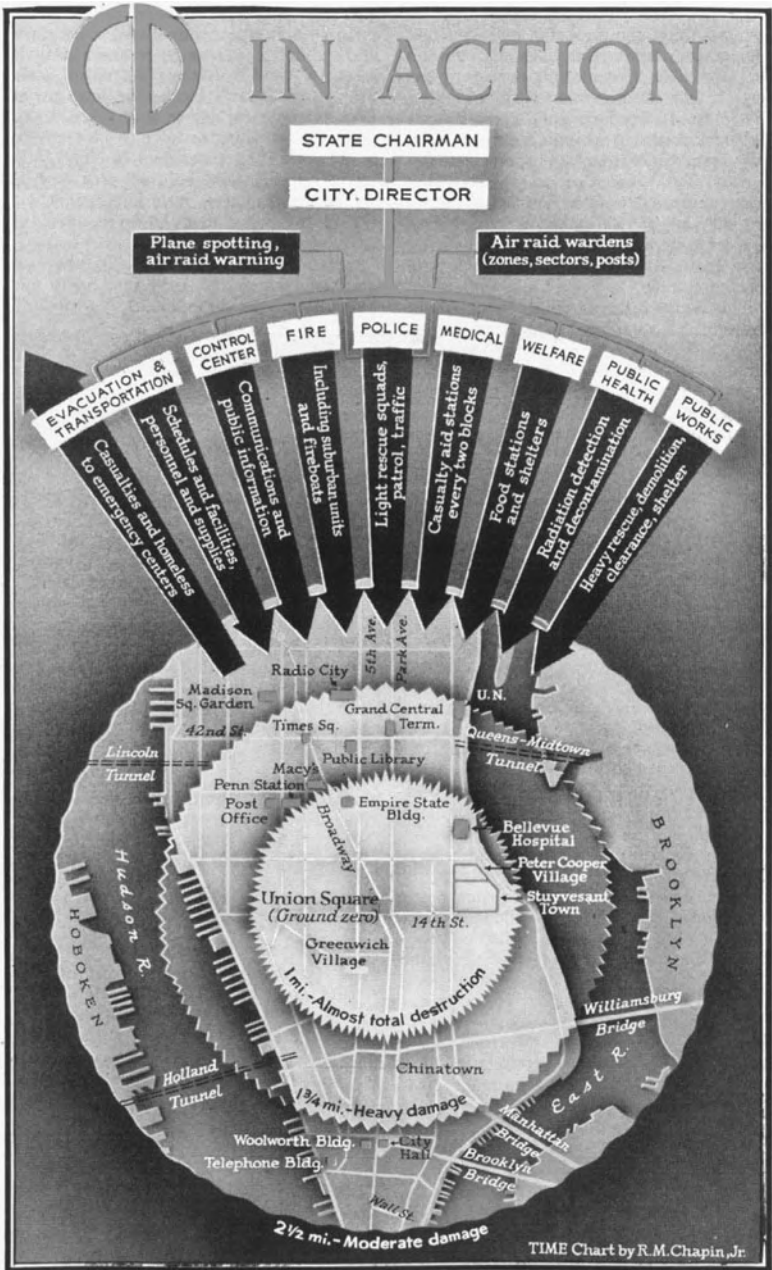 CD IN ACTION
STATE CHAIRMAN
CITY DIRECTOR
Plane spotting,
air raid warning
Air raid wardens
(zones, sectors, posts)
EVACUATION &
TRANSPORTATION
CONTROL
CENTER
FIRE
POLICE
MEDICAL
WELFARE
PUBLIC
HEALTH
PUBLIC
WORKS
Casualties and homeless
to emergency centers
Schedules and facilities,
personnel and supplies
Communications and
public information
Including suburban units
and fireboats
Light rescue squads,
patrol, traffic
Casualty aid stations
every two blocks
Food stations
and shelters
Radiation detection
and decontamination
Heavy rescue, demolition,
clearance, shelter
5th Ave.
Park Ave.
Radio City
Madison
Sq. Garden
U.N.
Grand Central
Term.
42nd St.
Times Sq.
Queens-Midtown
Tunnel
Lincoln
Tunnel
Public Library
Macy's
Penn Station
Post
Office
Empire State
Bldg.
Broadway
Bellevue
Hospital
Peter Cooper
Village
Stuyvesant
Town
BROOKLYN
Hudson R.
HOBOKEN
Union Square
(Ground zero)
14th St.
Greenwich
Village
1 mi.-Almost total destruction
Williamsburg
Bridge
East R.
Holland
Tunnel
Chinatown
1 3/4 mi.-Heavy damage
Manhattan
Bridge
Woolworth Bldg.
City
Hall
Telephone Bldg.
Brooklyn
Bridge
Wall St.
2 1/2 mi.-Moderate damage
TIME Chart by R.M.Chapin,Jr.